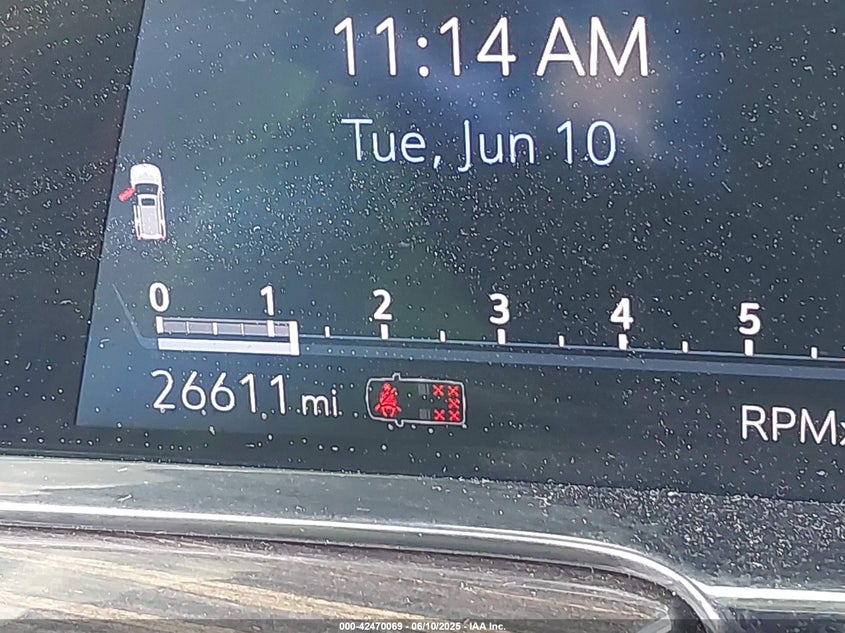 11:14 AM
Tue, Jun 10
0 1 2 3 4 5
26611 mi
RPMx
000-42470069 - 06/10/2025 - IAA Inc.